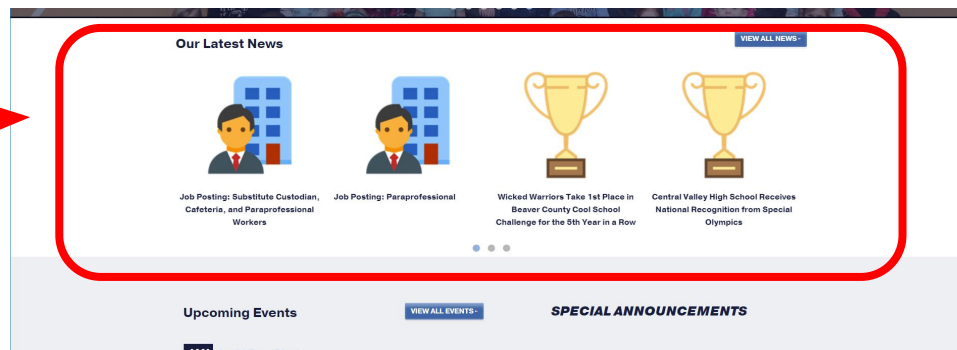 Our Latest News
VIEW ALL NEWS›
Job Posting: Substitute Custodian,
Cafeteria, and Paraprofessional
Workers
Job Posting: Paraprofessional
Wicked Warriors Take 1st Place in
Beaver County Cool School
Challenge for the 5th Year in a Row
Central Valley High School Receives
National Recognition from Special
Olympics
Upcoming Events
VIEW ALL EVENTS›
SPECIAL ANNOUNCEMENTS